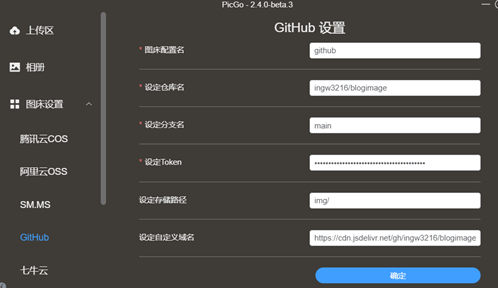 PicGo - 2.4.0-beta.3
上传区
相册
图床设置
腾讯云COS
阿里云OSS
SM.MS
GitHub
七牛云
GitHub 设置
* 图床配置名
github
* 设定仓库名
ingw3216/blogimage
* 设定分支名
main
* 设定Token
设定存储路径
img/
设定自定义域名
https://cdn.jsdelivr.net/gh/ingw3216/blogimage
确定